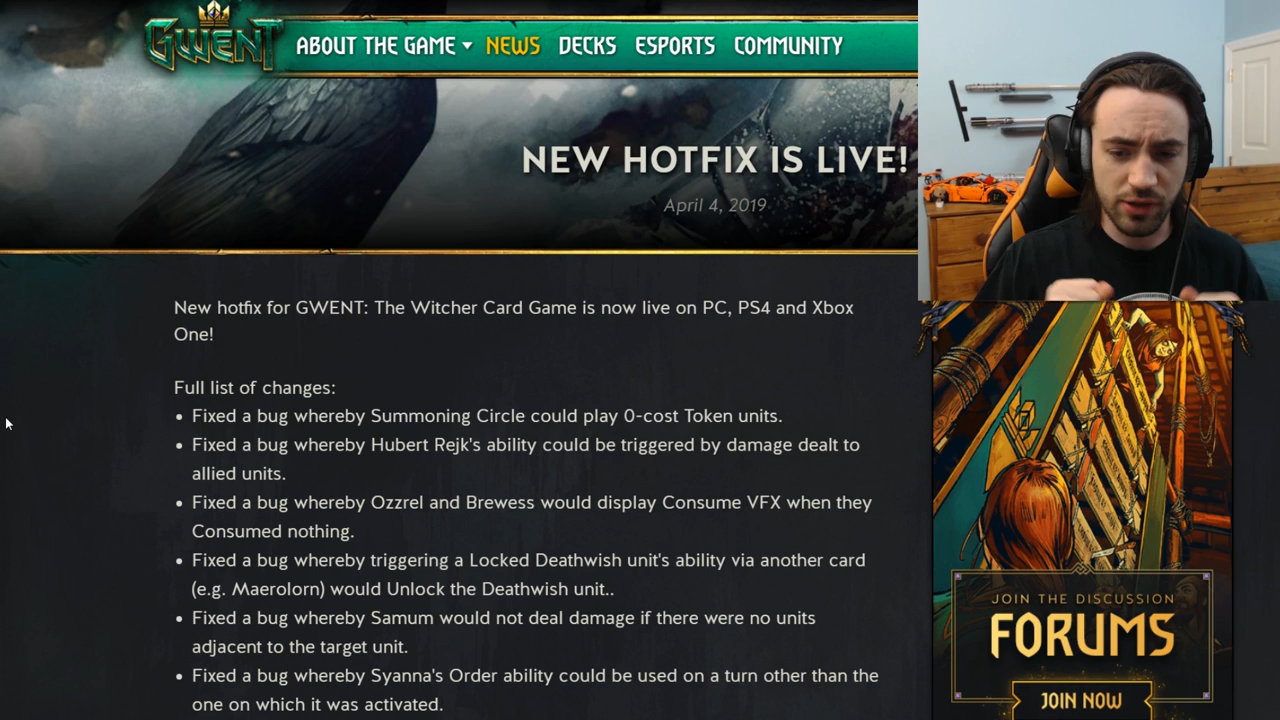 GWENT
ABOUT THE GAME NEWS DECKS ESPORTS COMMUNITY
NEW HOTFIX IS LIVE!
April 4, 2019
New hotfix for GWENT: The Witcher Card Game is now live on PC, PS4 and Xbox
One!
Full list of changes:
• Fixed a bug whereby Summoning Circle could play 0-cost Token units.
• Fixed a bug whereby Hubert Rejk's ability could be triggered by damage dealt to
allied units.
• Fixed a bug whereby Ozzrel and Brewess would display Consume VFX when they
Consumed nothing.
• Fixed a bug whereby triggering a Locked Deathwish unit's ability via another card
(e.g. Maerolorn) would Unlock the Deathwish unit..
• Fixed a bug whereby Samum would not deal damage if there were no units
adjacent to the target unit.
• Fixed a bug whereby Syanna's Order ability could be used on a turn other than the
one on which it was activated.
JOIN THE DISCUSSION
FORUMS
JOIN NOW